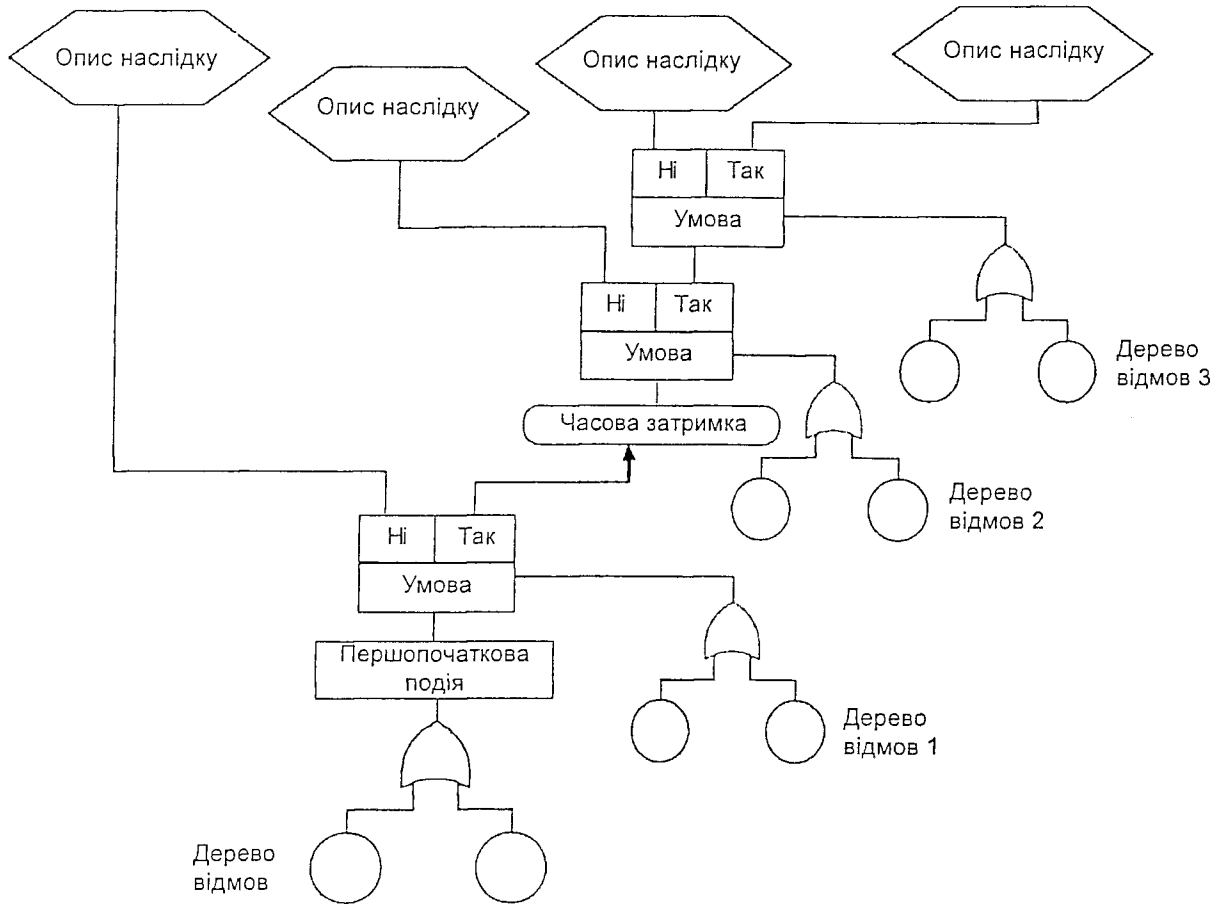 Опис наслідку
Опис наслідку
Опис наслідку
Опис наслідку
Ні Так
Умова
Ні Так
Умова
Дерево
відмов 3
Часова затримка
Дерево
відмов 2
Ні Так
Умова
Першопочаткова
подія
Дерево
відмов 1
Дерево
відмов